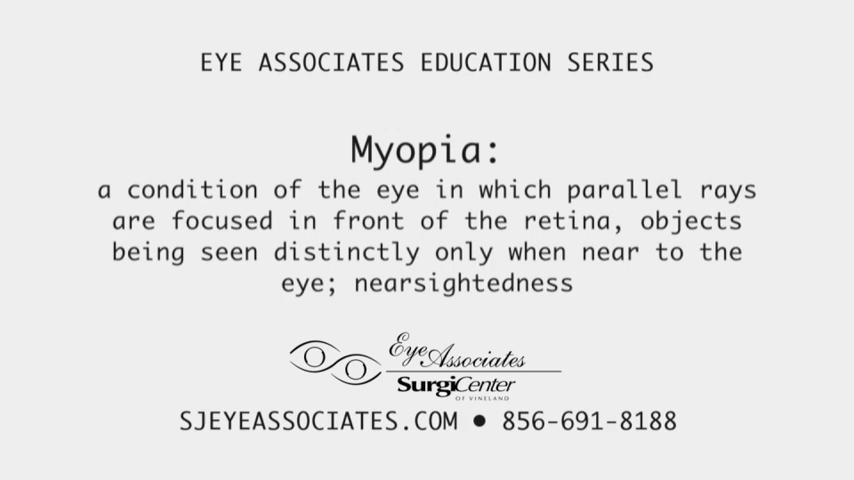 EYE ASSOCIATES EDUCATION SERIES
Myopia:
a condition of the eye in which parallel rays
are focused in front of the retina, objects
being seen distinctly only when near to the
eye; nearsightedness
Eye Associates
SurgiCenter
OF VINELAND
SJEYEASSOCIATES.COM ● 856-691-8188